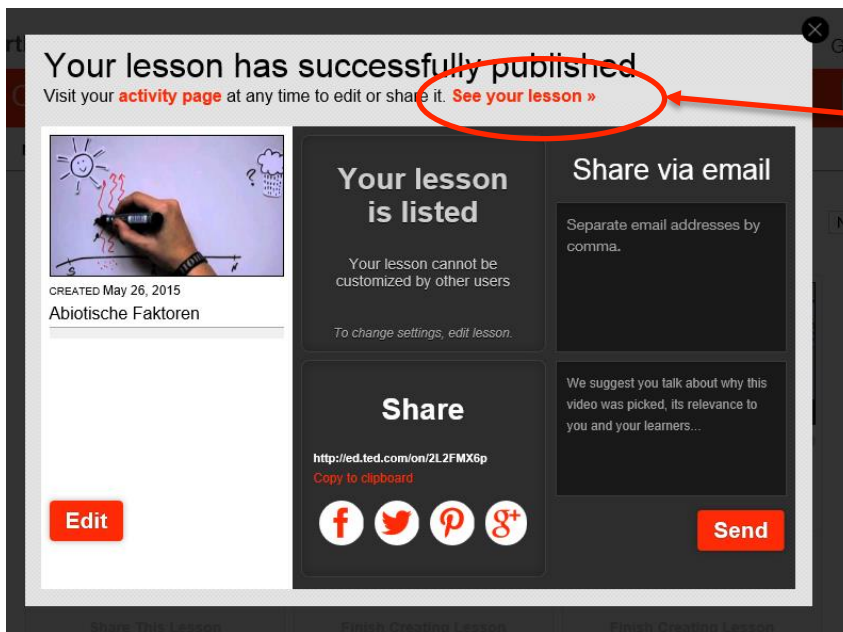 Your lesson has successfully published
Visit your activity page at any time to edit or share it. See your lesson »
?
S
N
CREATED May 26, 2015
Abiotische Faktoren
Edit
Your lesson
is listed
Your lesson cannot be
customized by other users
To change settings, edit lesson.
Share
http://ed.ted.com/on/2L2FMX6p
Copy to clipboard
Share via email
Separate email addresses by
comma.
We suggest you talk about why this
video was picked, its relevance to
you and your learners...
Send
Share This Lesson
Finish Creating Lesson
Finish Creating Lesson